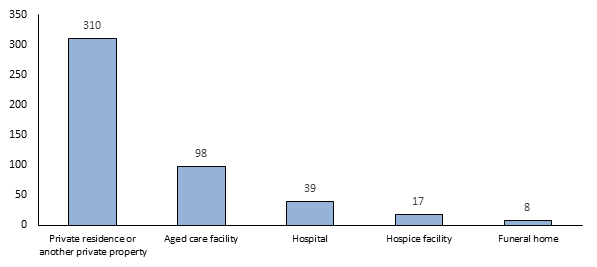 350
300
250
200
150
100
50
0
310
98
39
17
8
Private residence or
another private property
Aged care facility
Hospital
Hospice facility
Funeral home